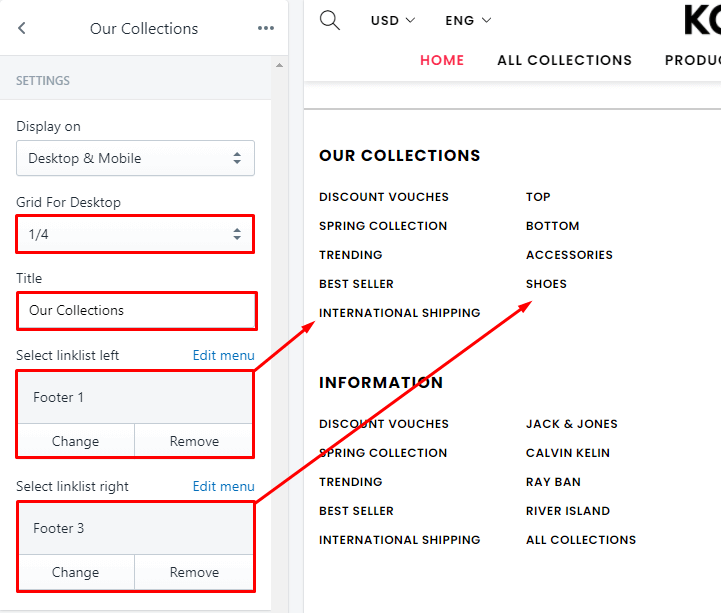 Our Collections
SETTINGS
Display on
Desktop & Mobile
Grid For Desktop
1/4
Title
Our Collections
Select linklist left Edit menu
Footer 1
Change Remove
Select linklist right Edit menu
Footer 3
Change Remove
USD ENG
HOME ALL COLLECTIONS
OUR COLLECTIONS
DISCOUNT VOUCHES TOP
SPRING COLLECTION BOTTOM
TRENDING ACCESSORIES
BEST SELLER SHOES
INTERNATIONAL SHIPPING
INFORMATION
DISCOUNT VOUCHES JACK & JONES
SPRING COLLECTION CALVIN KELIN
TRENDING RAY BAN
BEST SELLER RIVER ISLAND
INTERNATIONAL SHIPPING ALL COLLECTIONS